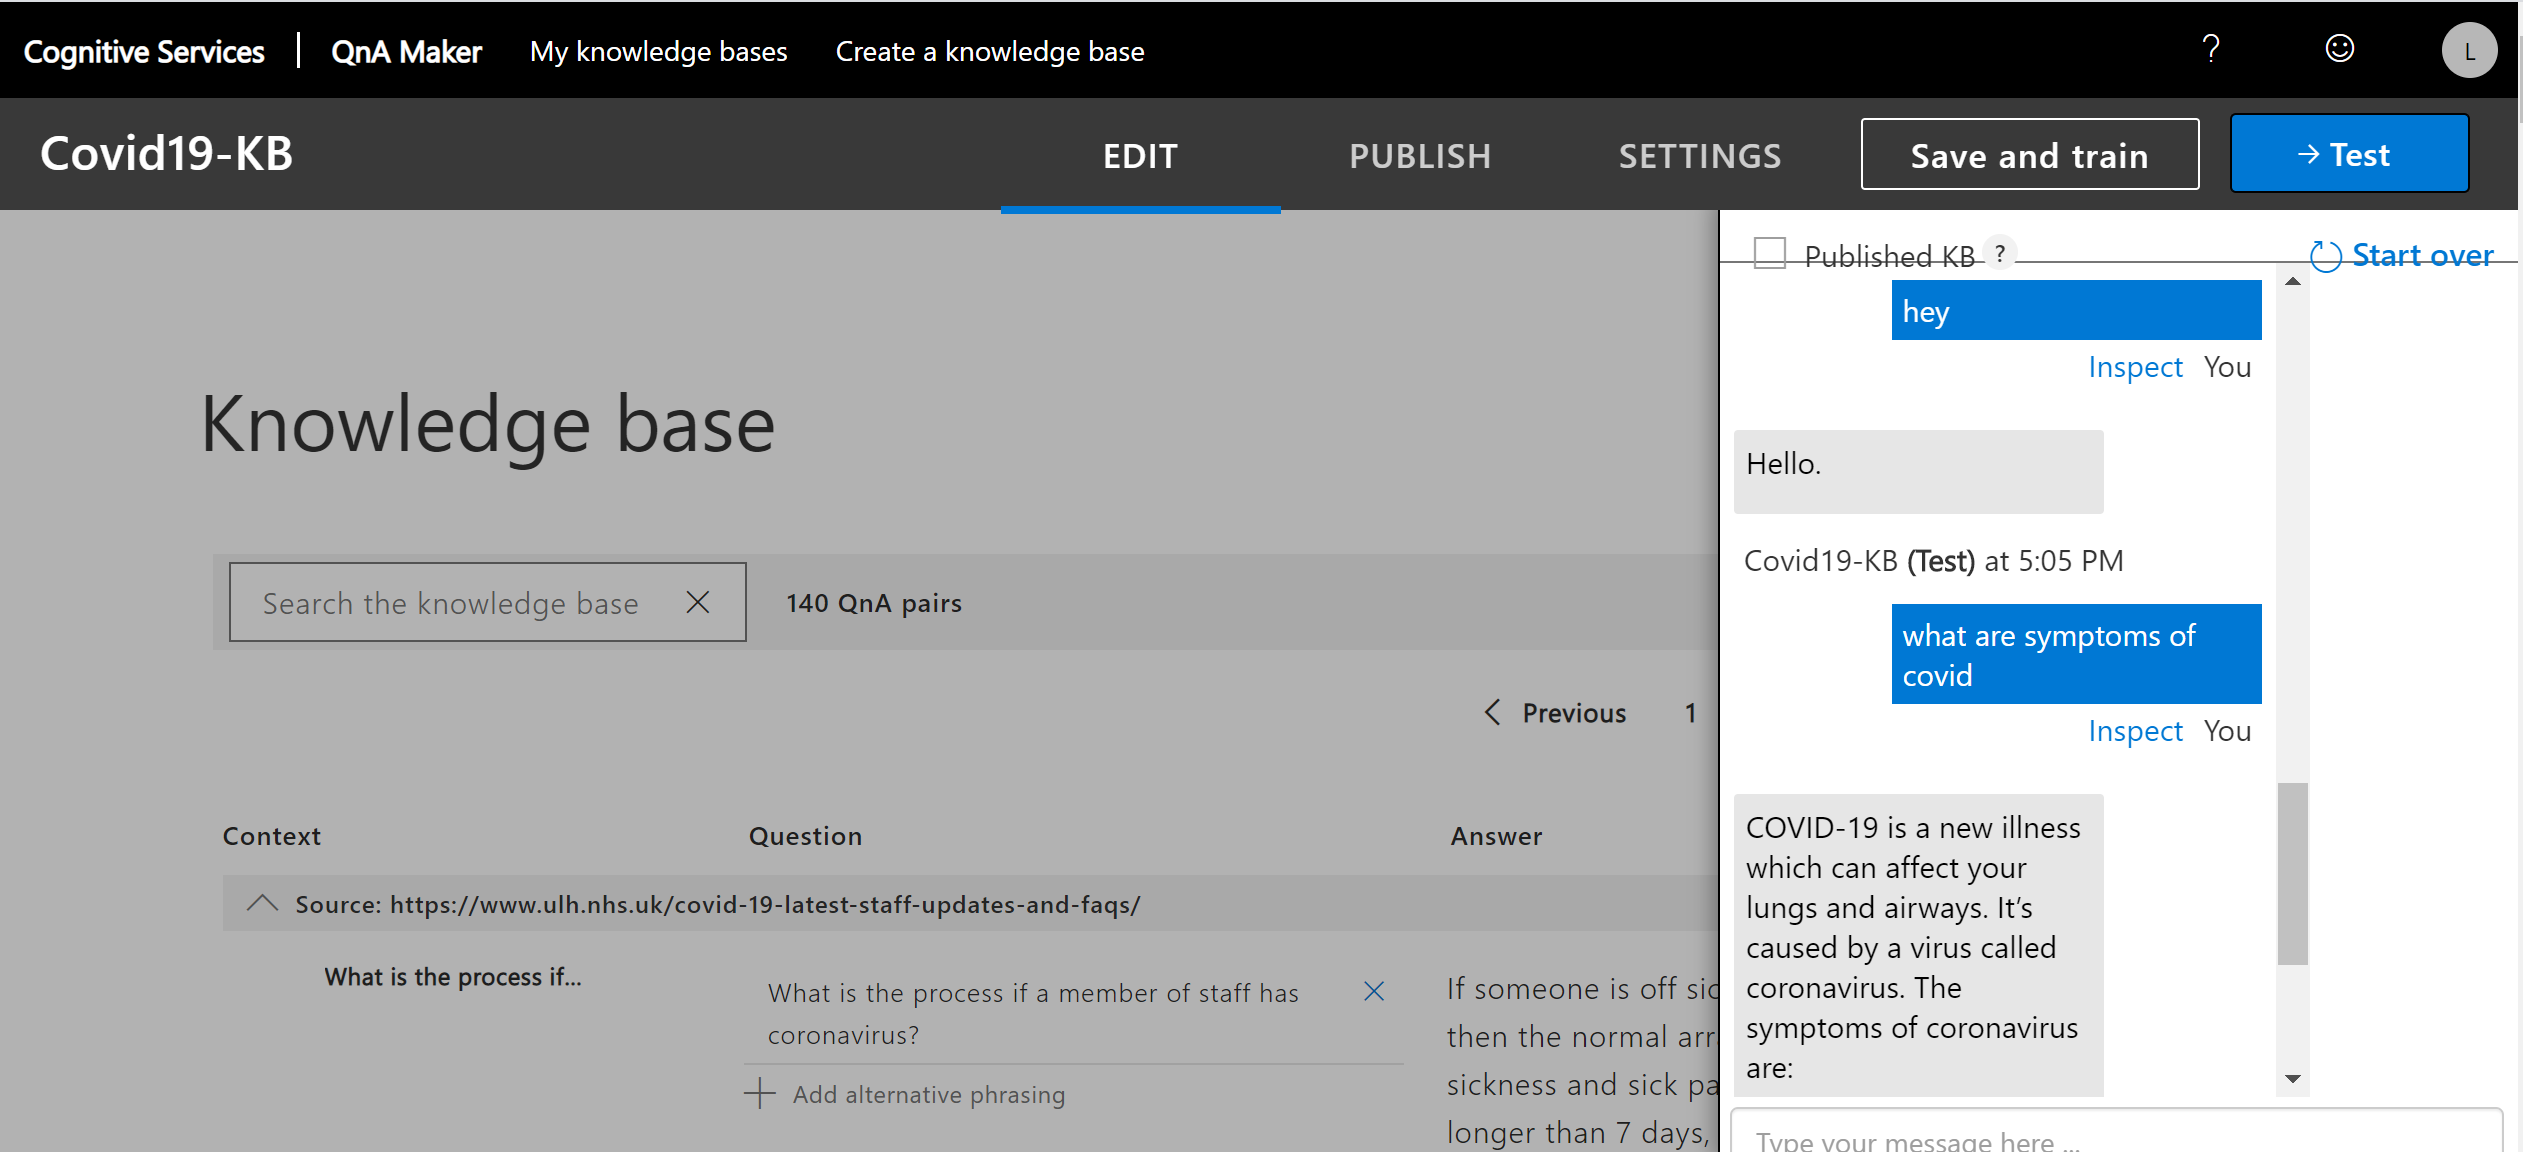 Cognitive Services | QnA Maker My knowledge bases Create a knowledge base ? L
Covid19-KB EDIT PUBLISH SETTINGS Save and train → Test
Published KB ? Start over
hey
Inspect You
Hello.
Covid19-KB (Test) at 5:05 PM
what are symptoms of
covid
Inspect You
COVID-19 is a new illness
which can affect your
lungs and airways. It’s
caused by a virus called
coronavirus. The
symptoms of coronavirus
are:
Type your message here ...
Knowledge base
Search the knowledge base 140 QnA pairs
Previous 1
Context Question Answer
Source: https://www.ulh.nhs.uk/covid-19-latest-staff-updates-and-faqs/
What is the process if...
What is the process if a member of staff has
coronavirus?
Add alternative phrasing
If someone is off
then the normal
sickness and sick
longer than 7 days,